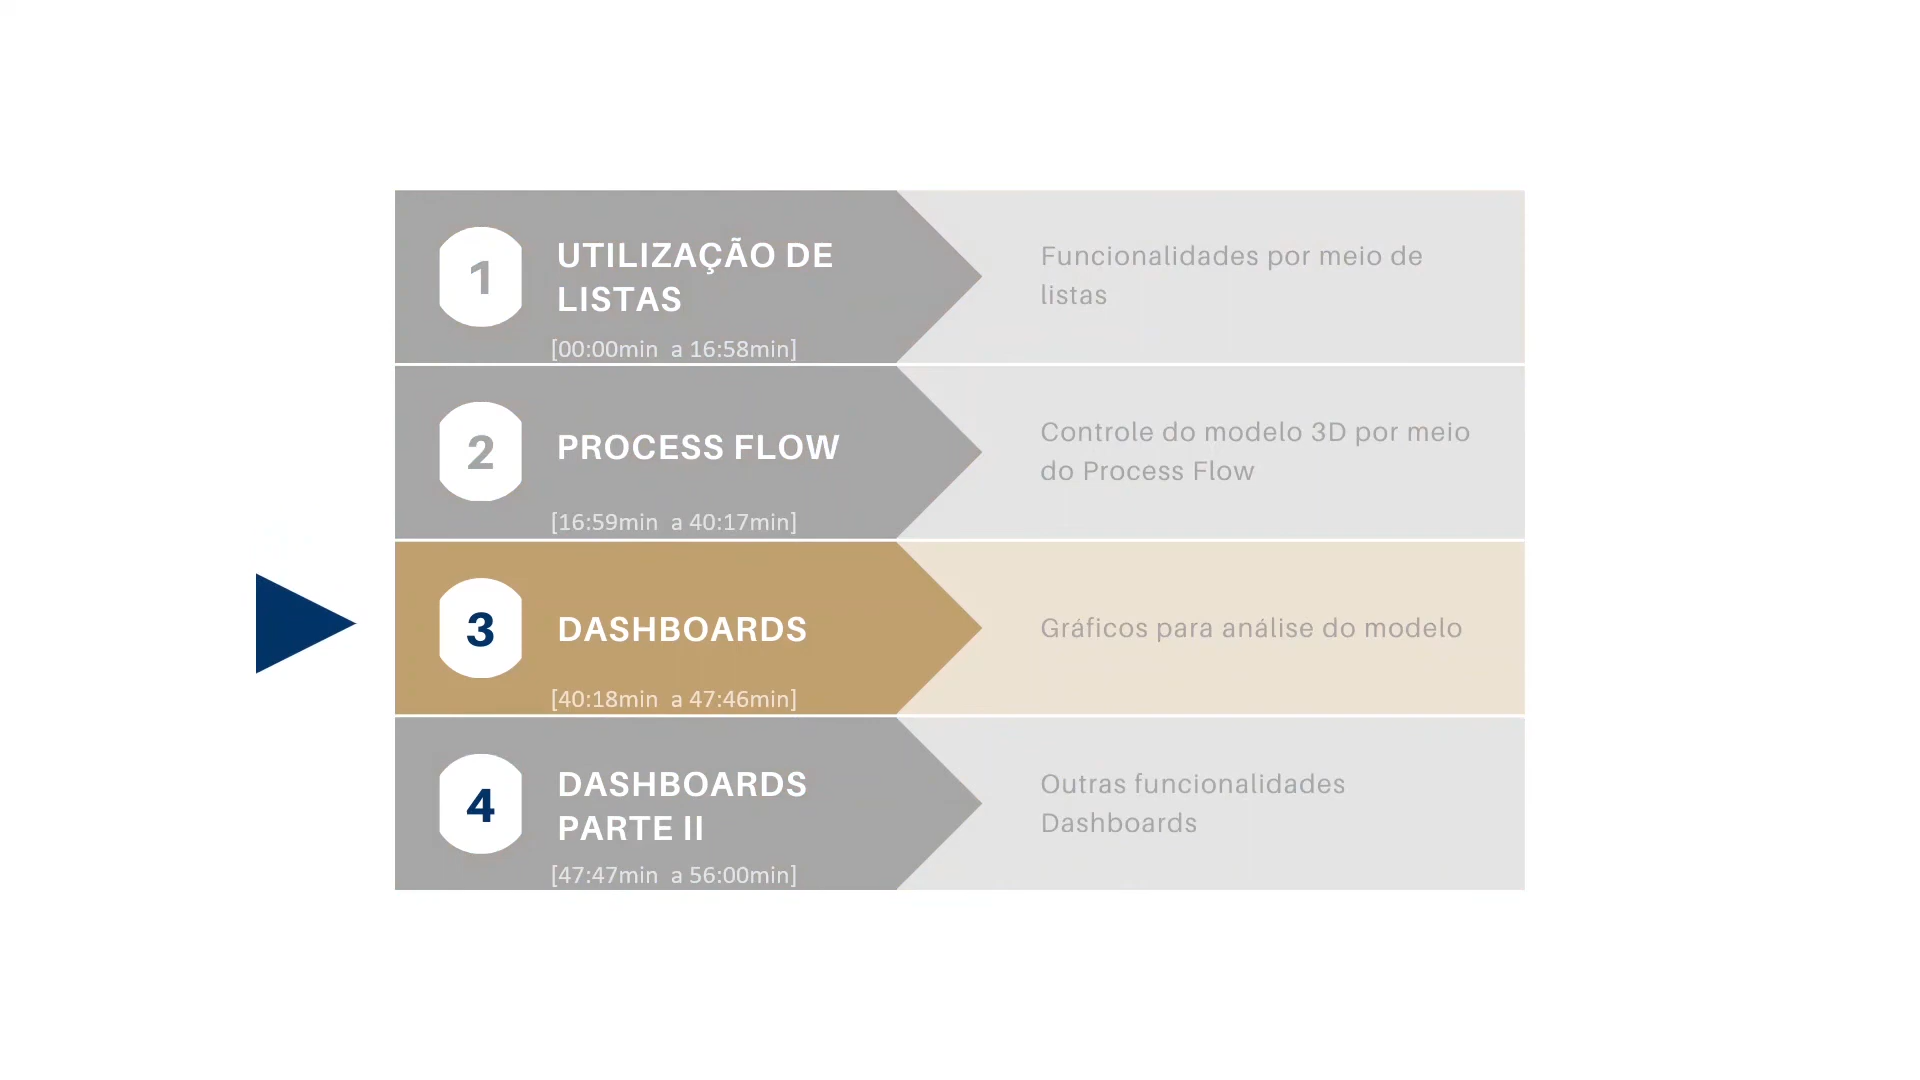 1
UTILIZAÇÃO DE
LISTAS
[00:00min a 16:58min]
Funcionalidades por meio de
listas
2
PROCESS FLOW
[16:59min a 40:17min]
Controle do modelo 3D por meio
do Process Flow
3
DASHBOARDS
[40:18min a 47:46min]
Gráficos para análise do modelo
4
DASHBOARDS
PARTE II
[47:47min a 56:00min]
Outras funcionalidades
Dashboards